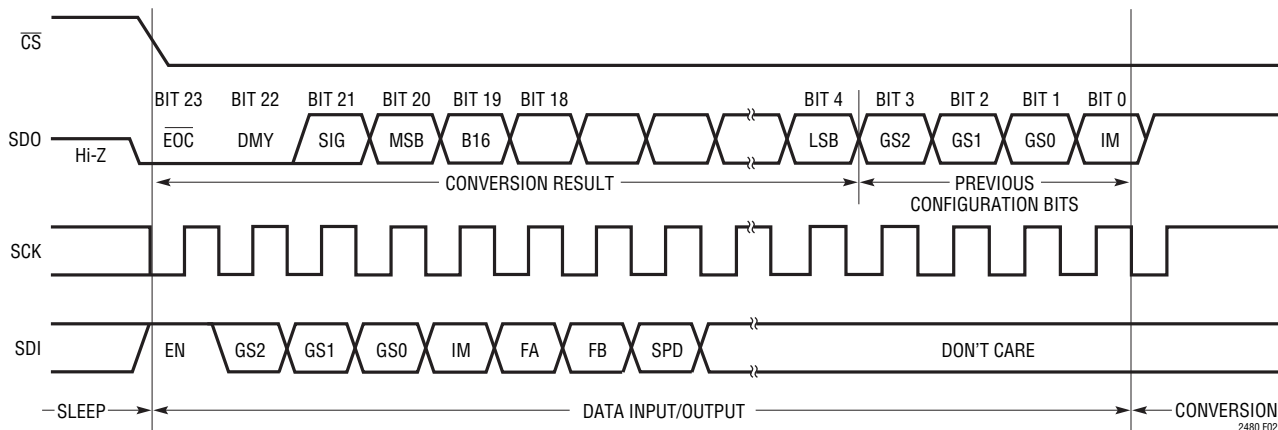 CS
BIT 23 BIT 22 BIT 21 BIT 20 BIT 19 BIT 18 BIT 4 BIT 3 BIT 2 BIT 1 BIT 0
SDO Hi-Z EOC DMY SIG MSB B16 LSB GS2 GS1 GS0 IM
CONVERSION RESULT
PREVIOUS
CONFIGURATION BITS
SCK
SDI EN GS2 GS1 GS0 IM FA FB SPD DON'T CARE
SLEEP DATA INPUT/OUTPUT CONVERSION
2480 F02